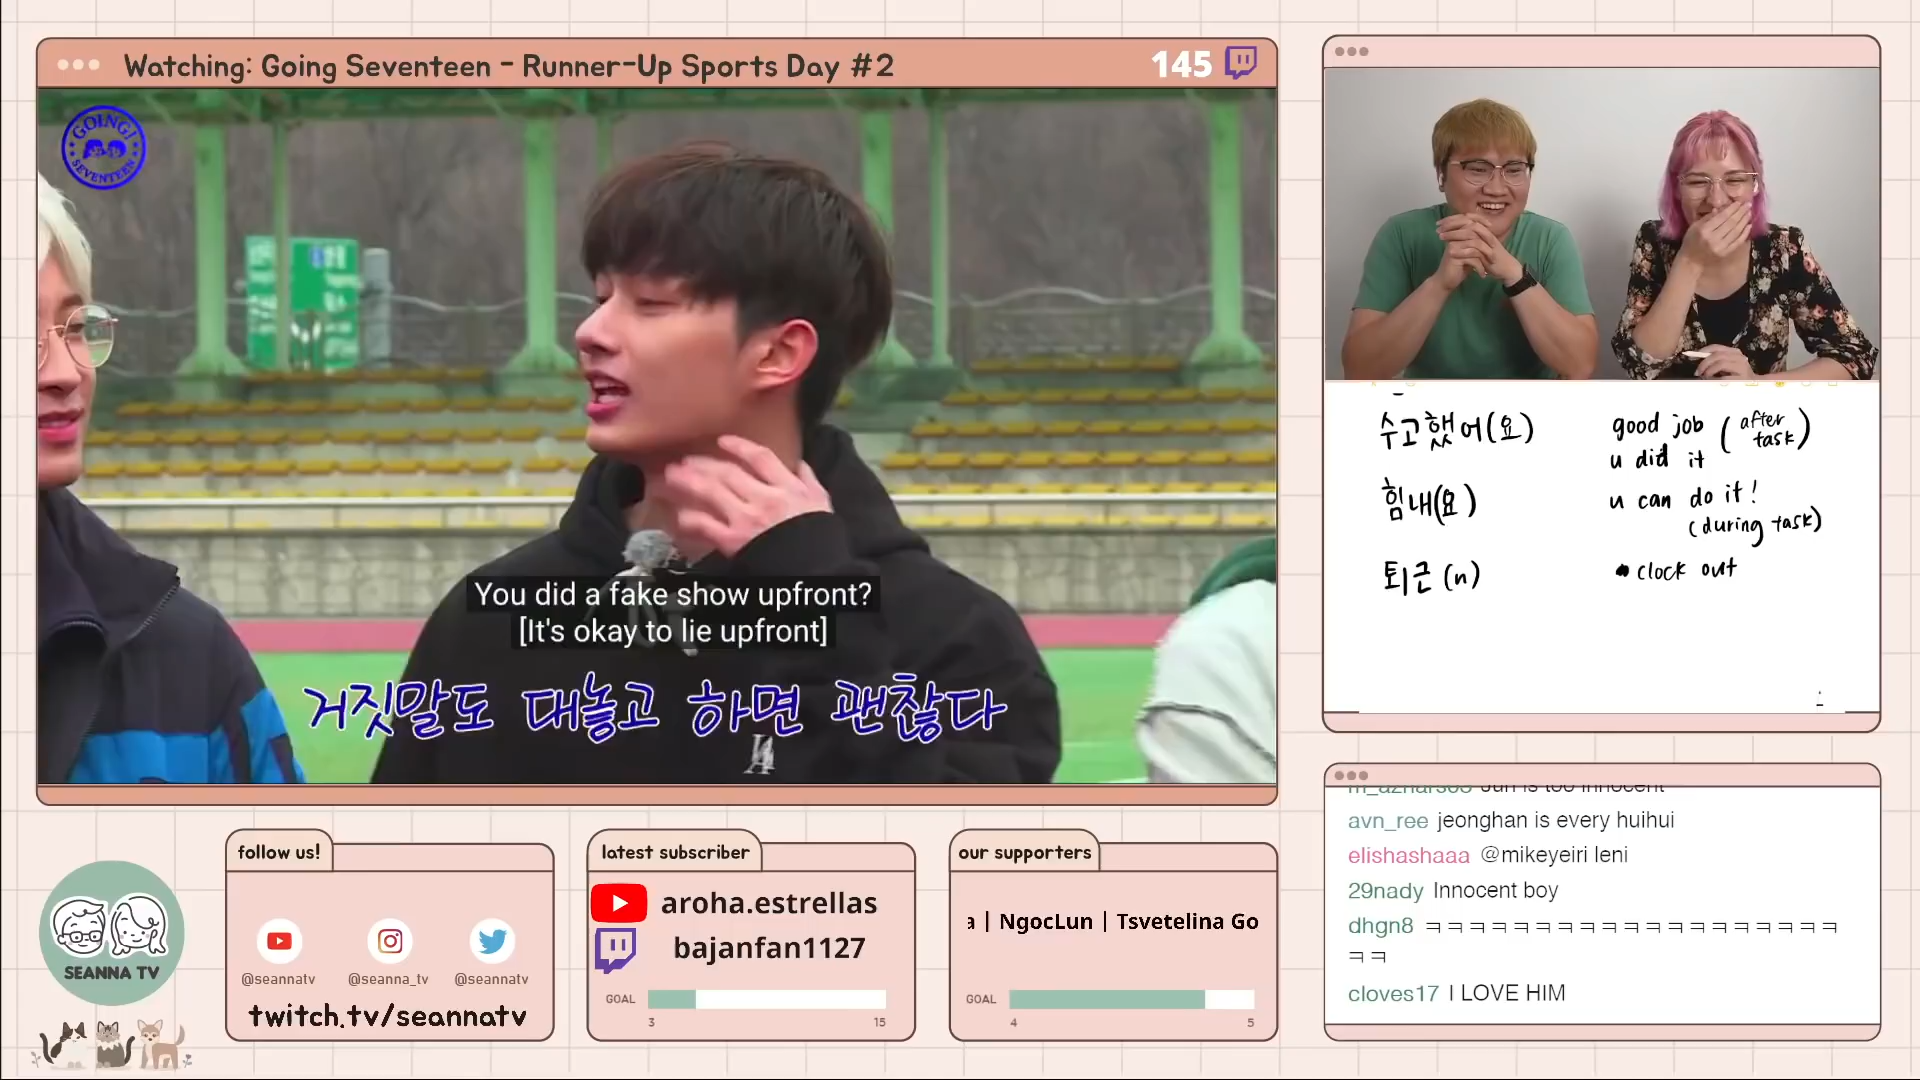 Watching: Going Seventeen - Runner-Up Sports Day #2
145
GOING!
SEVENTEEN
You did a fake show upfront?
[It's okay to lie upfront]
거짓말도 대놓고 하면 괜찮다
수고했어(요)
good job (after task)
u did it
힘내(요)
u can do it!
(during task)
퇴근 (n)
clock out
Jun is too innocent
avn_ree jeonghan is every huihui
elishashaaa @mikeyeiri leni
29nady Innocent boy
dhgn8 ㅋㅋㅋㅋㅋㅋㅋㅋㅋㅋㅋㅋㅋㅋㅋㅋㅋㅋㅋ
ㅋㅋ
cloves17 I LOVE HIM
SEANNA TV
follow us!
@seannatv
@seanna_tv
@seannatv
twitch.tv/seannatv
latest subscriber
aroha.estrellas
bajanfan1127
GOAL
3
15
our supporters
a | NgocLun | Tsvetelina Go
GOAL
4
5